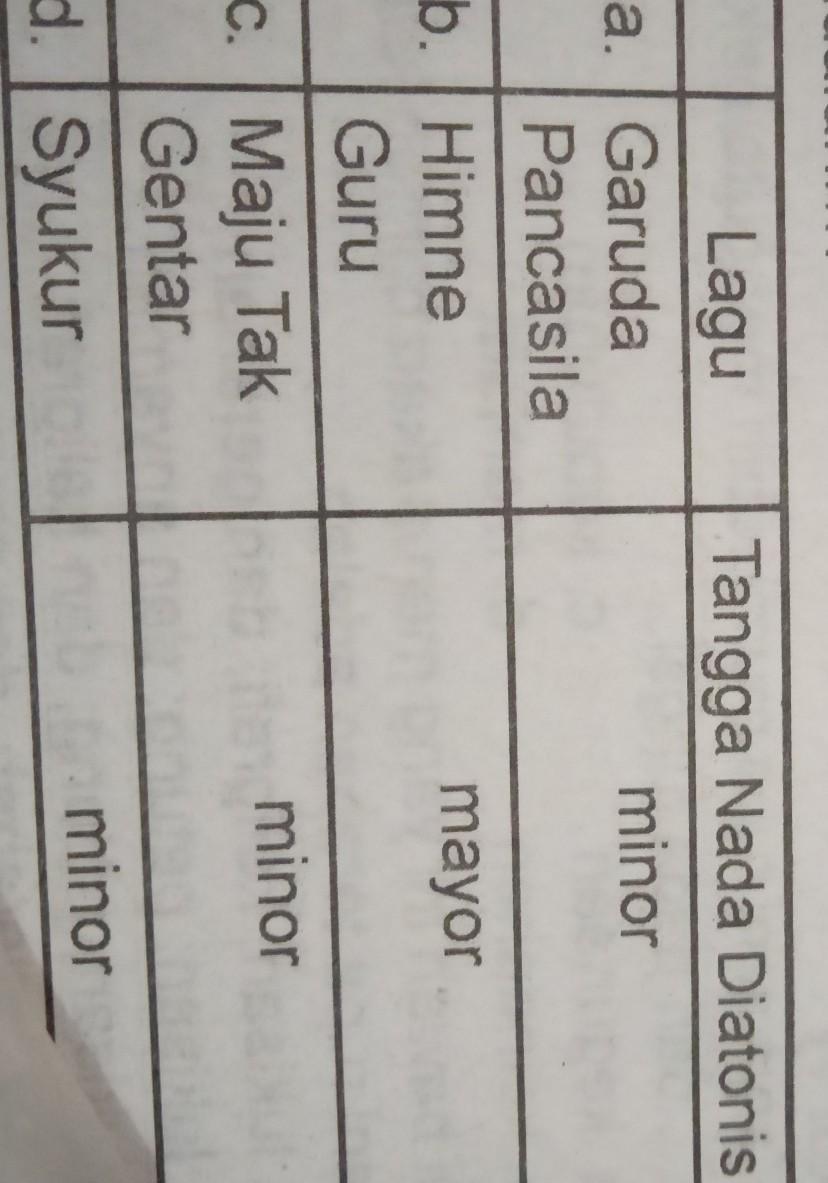 Lagu Tangga Nada Diatonis
a. Garuda minor
Pancasila
b. Himne mayor
Guru
c. Maju Tak minor
Gentar
d. Syukur minor